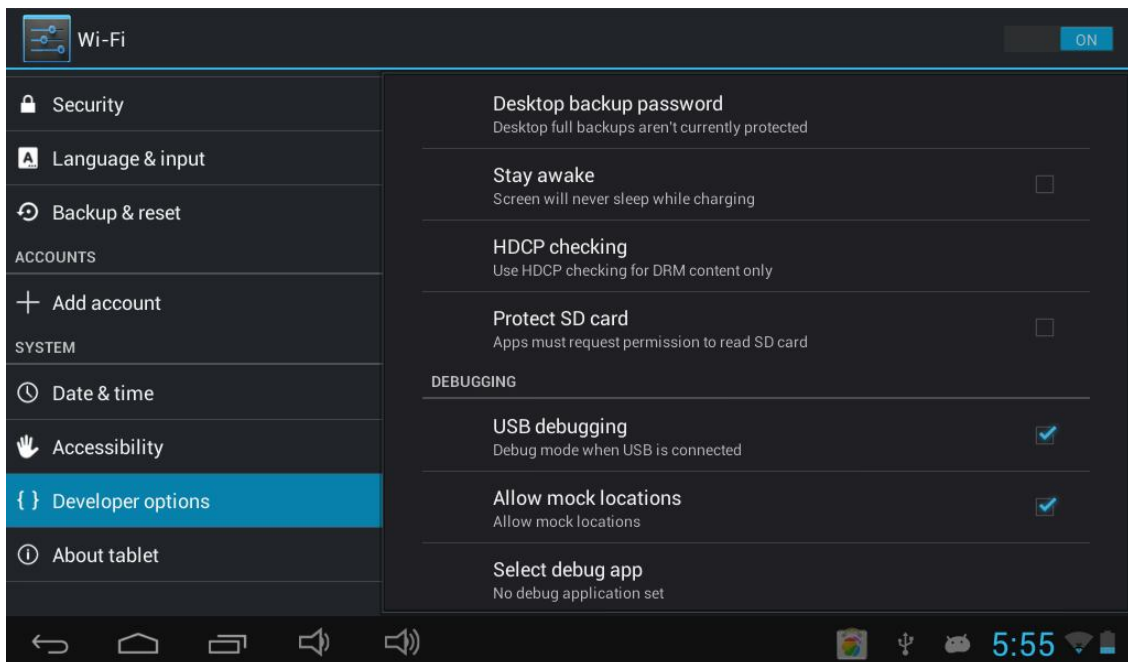 Wi-Fi
ON
Security
Language & input
Backup & reset
ACCOUNTS
Add account
SYSTEM
Date & time
Accessibility
{ } Developer options
About tablet
Desktop backup password
Desktop full backups aren't currently protected
Stay awake
Screen will never sleep while charging
HDCP checking
Use HDCP checking for DRM content only
Protect SD card
Apps must request permission to read SD card
DEBUGGING
USB debugging
Debug mode when USB is connected
Allow mock locations
Allow mock locations
Select debug app
No debug application set
5:55